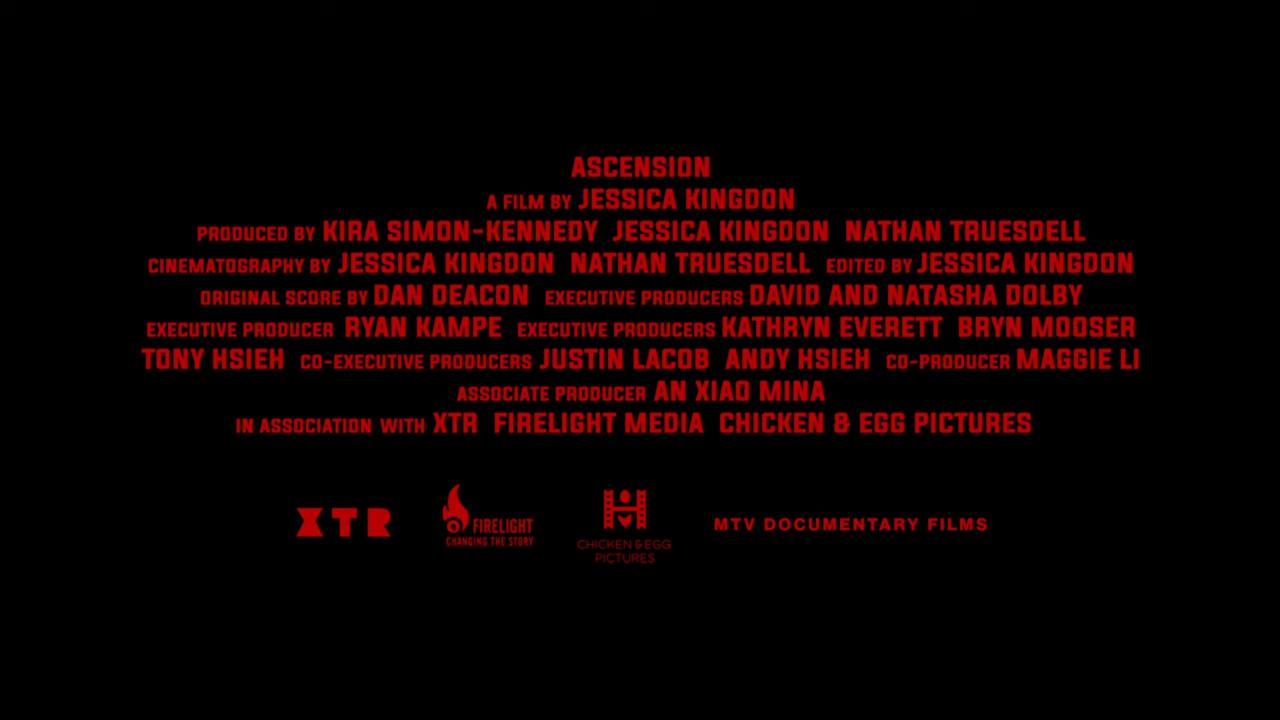 ASCENSION
A FILM BY JESSICA KINGDON
PRODUCED BY KIRA SIMON-KENNEDY JESSICA KINGDON NATHAN TRUESDELL
CINEMATOGRAPHY BY JESSICA KINGDON NATHAN TRUESDELL EDITED BY JESSICA KINGDON
ORIGINAL SCORE BY DAN DEACON EXECUTIVE PRODUCERS DAVID AND NATASHA DOLBY
EXECUTIVE PRODUCER RYAN KAMPE EXECUTIVE PRODUCERS KATHRYN EVERETT BRYN MOOSER
TONY HSIEH CO-EXECUTIVE PRODUCERS JUSTIN LACOB ANDY HSIEH CO-PRODUCER MAGGIE LI
ASSOCIATE PRODUCER AN XIAO MINA
IN ASSOCIATION WITH XTR FIRELIGHT MEDIA CHICKEN & EGG PICTURES
XTR
FIRELIGHT
CHANGING THE STORY
CHICKEN & EGG
PICTURES
MTV DOCUMENTARY FILMS